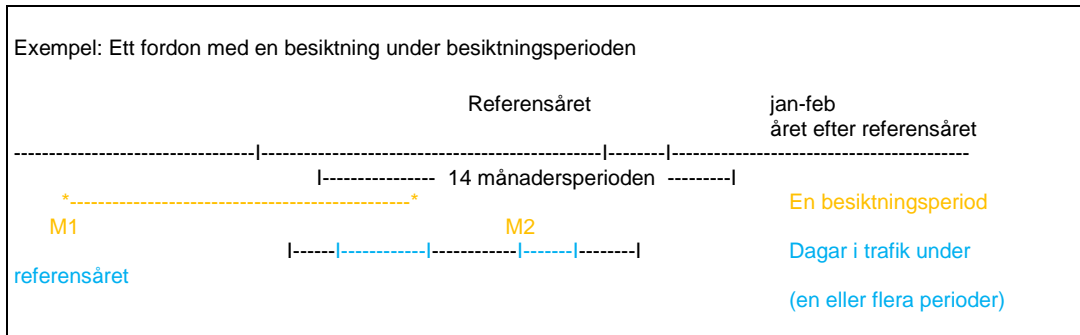 Exempel: Ett fordon med en besiktning under besiktningsperioden
Referensåret jan-feb
året efter referensåret
----------------------------------I------------------------------------------------I--------I------------------------------------------
I---------------- 14 månadersperioden ---------I
*------------------------------------------------* En besiktningsperiod
M1 M2
I------I------------I------------I-------I--------I Dagar i trafik under
referensåret
(en eller flera perioder)